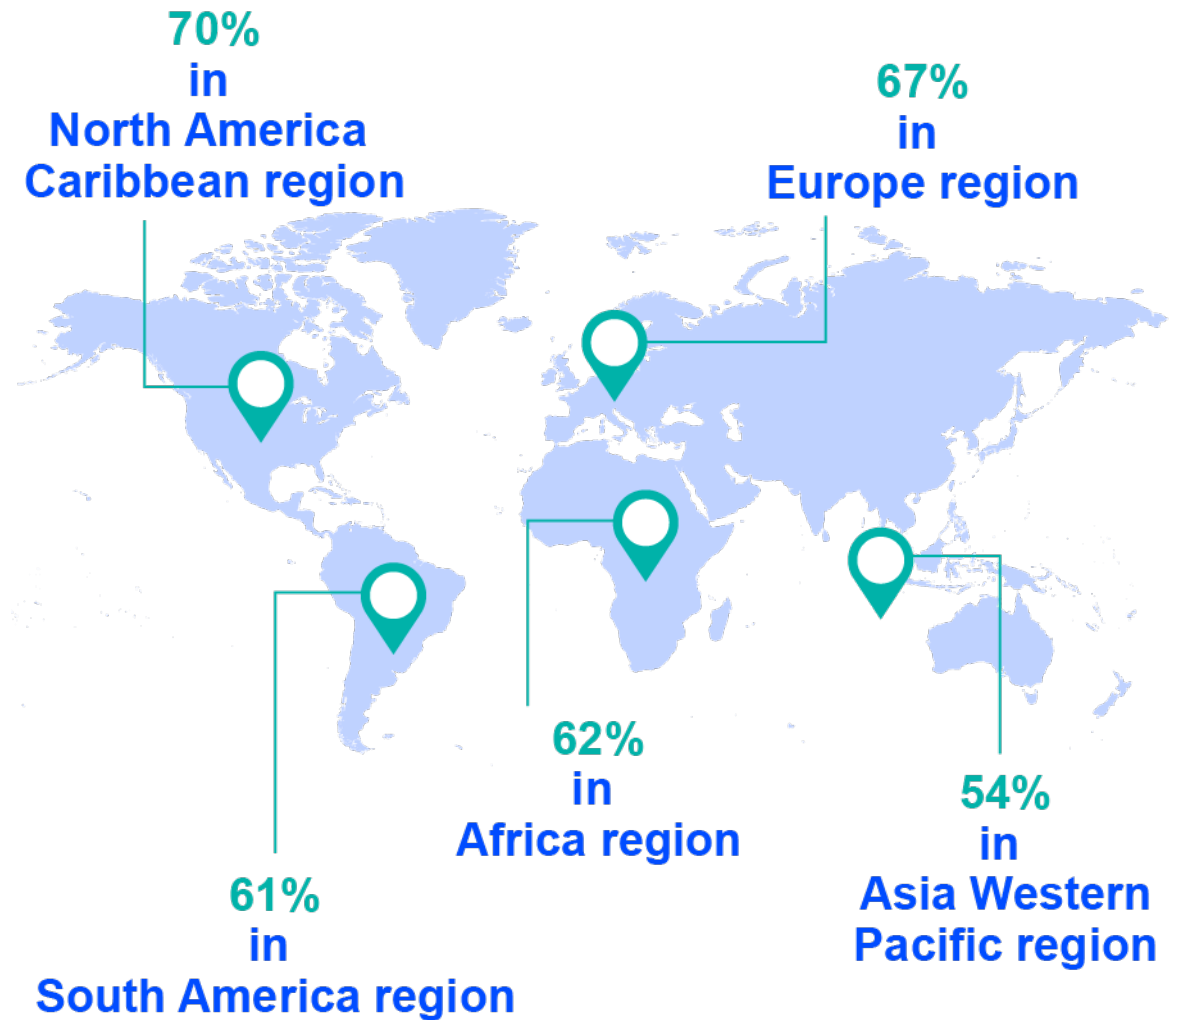 70%
in
North America
Caribbean region
67%
in
Europe region
62%
in
Africa region
54%
in
Asia Western
Pacific region
61%
in
South America region